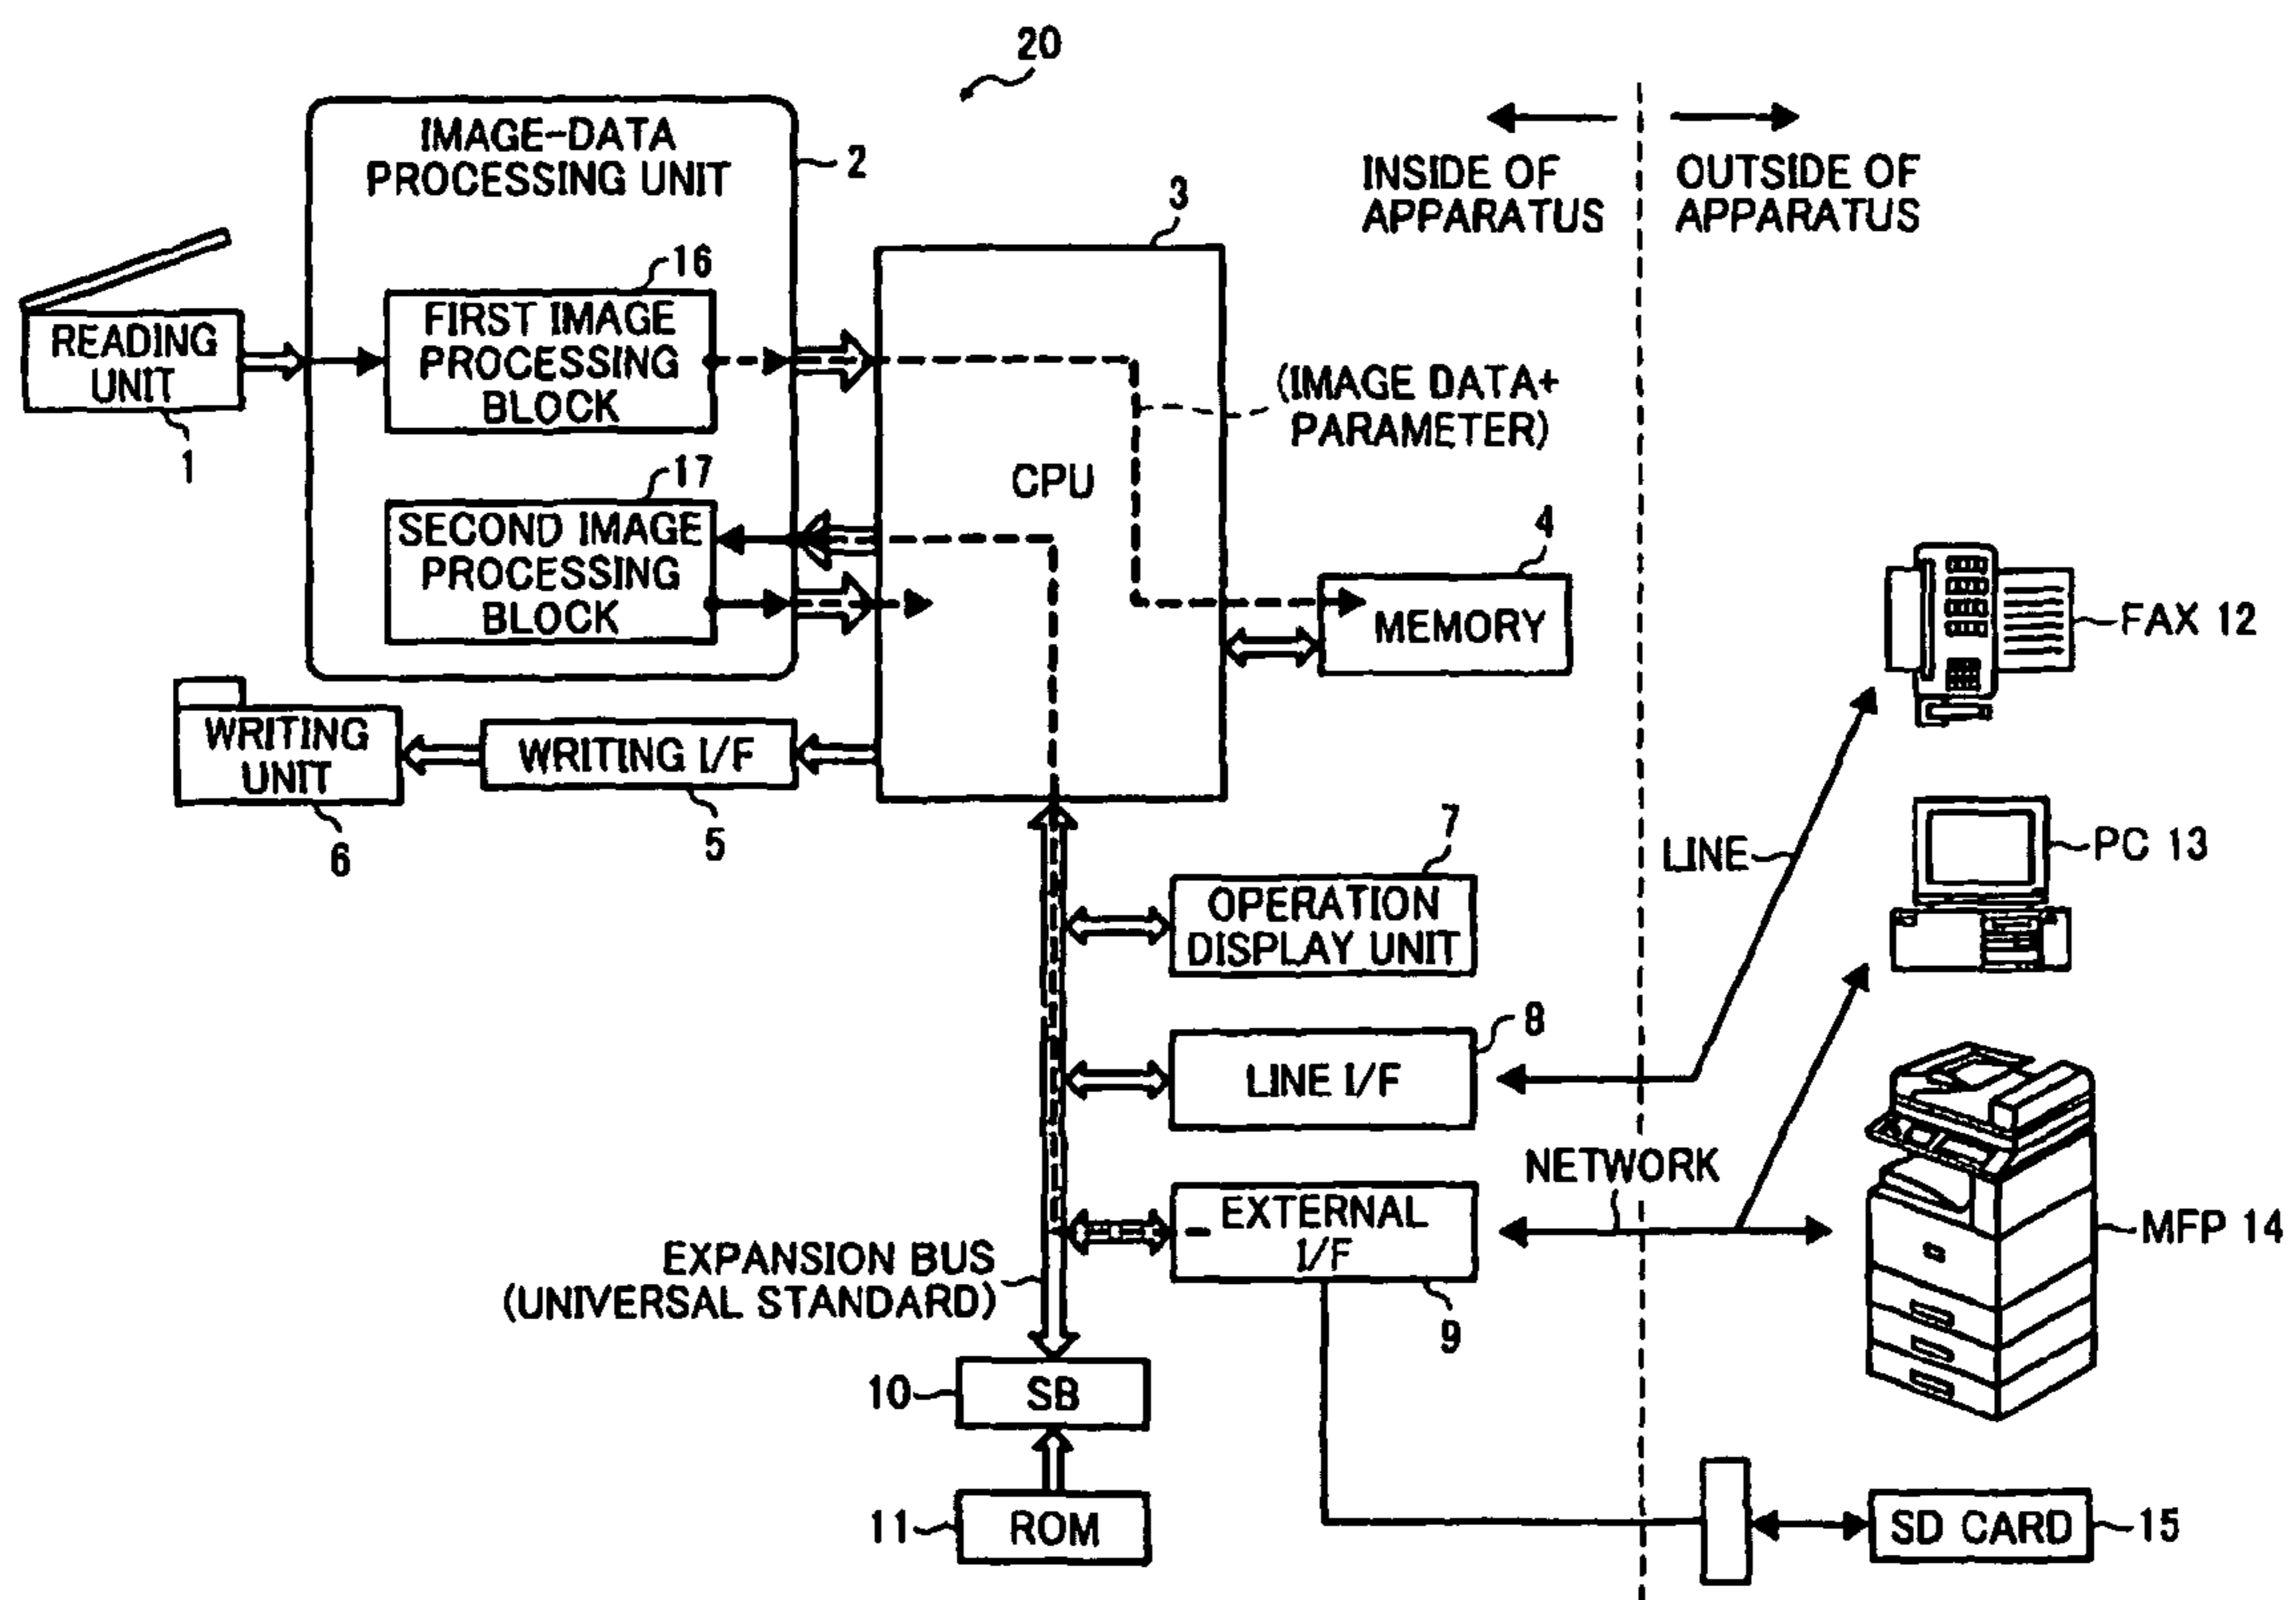 20
IMAGE-DATA
PROCESSING UNIT
2
INSIDE OF
APPARATUS
OUTSIDE OF
APPARATUS
3
16
FIRST IMAGE
PROCESSING
BLOCK
READING
UNIT
1
(IMAGE DATA+
PARAMETER)
CPU
17
SECOND IMAGE
PROCESSING
BLOCK
4
MEMORY
FAX 12
WRITING
UNIT
6
WRITING I/F
5
7
OPERATION
DISPLAY UNIT
LINE
PC 13
8
LINE I/F
NETWORK
EXTERNAL
I/F
9
MFP 14
EXPANSION BUS
(UNIVERSAL STANDARD)
10
SB
11
ROM
SD CARD
15